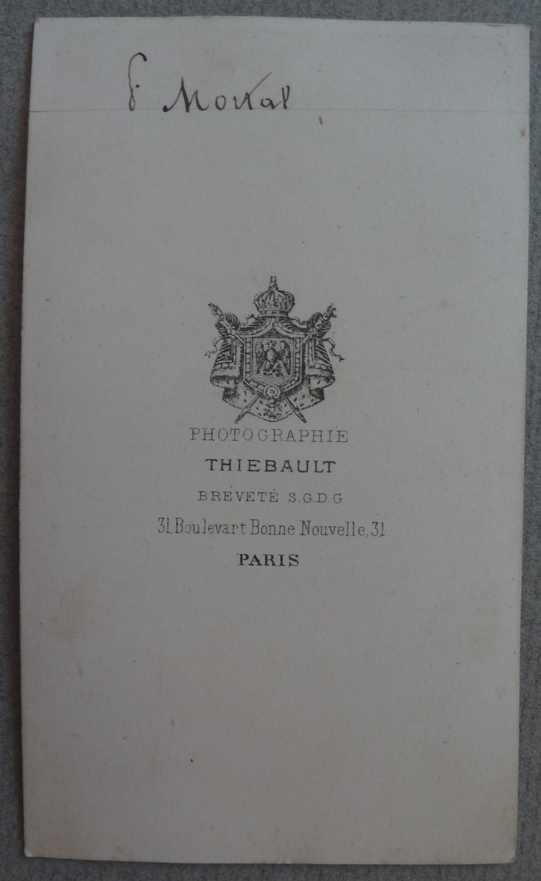 Mortal
PHOTOGRAPHIE
THIEBAULT
BREVETÉ S.G.D.G
31, Boulevart Bonne Nouvelle, 31
PARIS